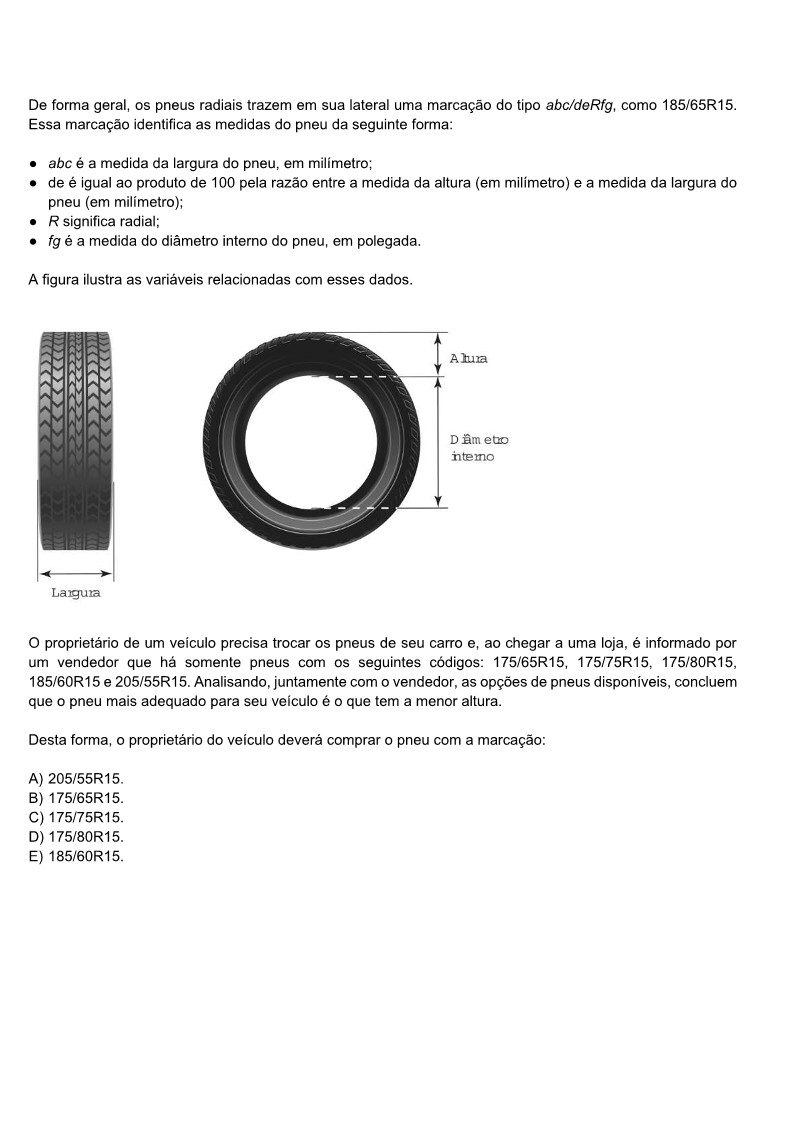 De forma geral, os pneus radiais trazem em sua lateral uma marcação do tipo abc/deRfg, como 185/65R15.
Essa marcação identifica as medidas do pneu da seguinte forma:
● abc é a medida da largura do pneu, em milímetro;
● de é igual ao produto de 100 pela razão entre a medida da altura (em milímetro) e a medida da largura do
pneu (em milímetro);
● R significa radial;
● fg é a medida do diâmetro interno do pneu, em polegada.
A figura ilustra as variáveis relacionadas com esses dados.
Altura
Diâmetro
interno
Largura
O proprietário de um veículo precisa trocar os pneus de seu carro e, ao chegar a uma loja, é informado por
um vendedor que há somente pneus com os seguintes códigos: 175/65R15, 175/75R15, 175/80R15,
185/60R15 e 205/55R15. Analisando, juntamente com o vendedor, as opções de pneus disponíveis, concluem
que o pneu mais adequado para seu veículo é o que tem a menor altura.
Desta forma, o proprietário do veículo deverá comprar o pneu com a marcação:
A) 205/55R15.
B) 175/65R15.
C) 175/75R15.
D) 175/80R15.
E) 185/60R15.